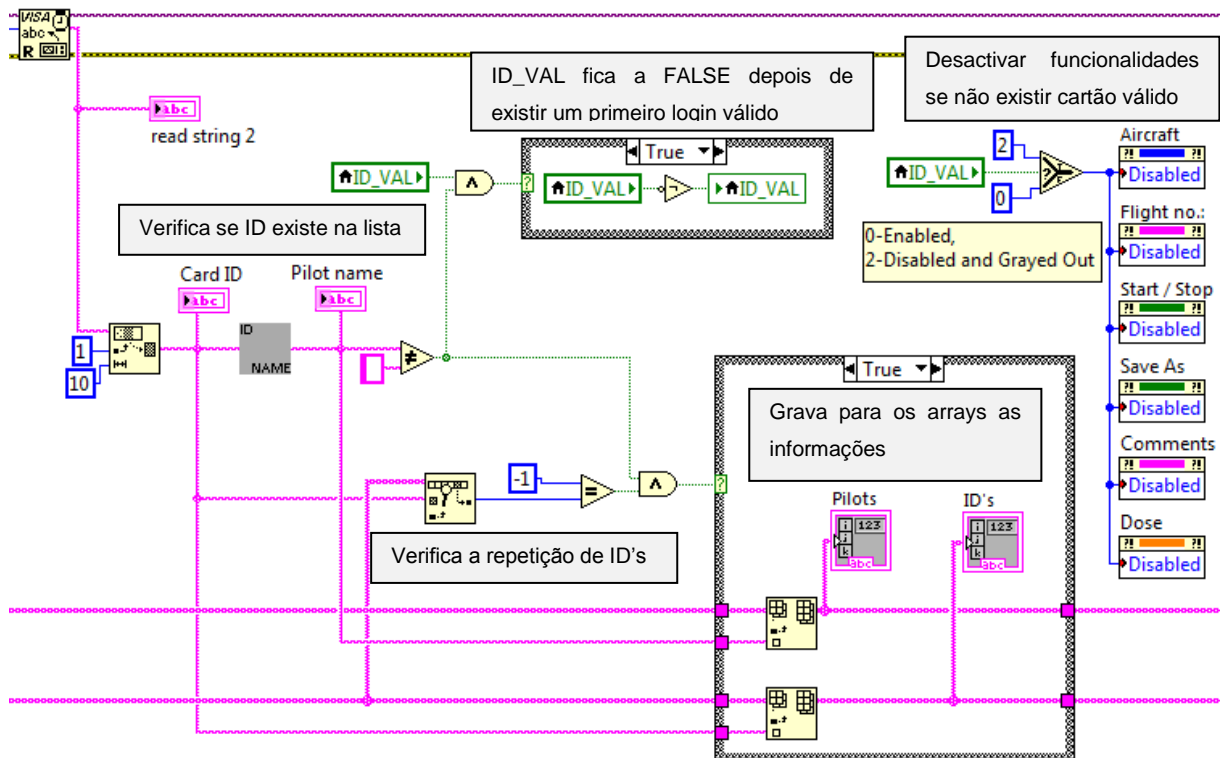 VISA
abc
R
ID_VAL fica a FALSE depois de
existir um primeiro login válido
Desactivar funcionalidades
se não existir cartão válido
abc
read string 2
True
ID_VAL
ID_VAL
ID_VAL
2
ID_VAL
0
Aircraft
Disabled
Verifica se ID existe na lista
0-Enabled,
2-Disabled and Grayed Out
Flight no.:
Disabled
Card ID
abc
Pilot name
abc
Start / Stop
Disabled
1
10
ID
NAME
≠
True
Save As
Disabled
Grava para os arrays as
informações
Comments
Disabled
-1
=
Pilots
i 123
j
k
abc
ID's
i 123
j
k
abc
Dose
Disabled
Verifica a repetição de ID’s